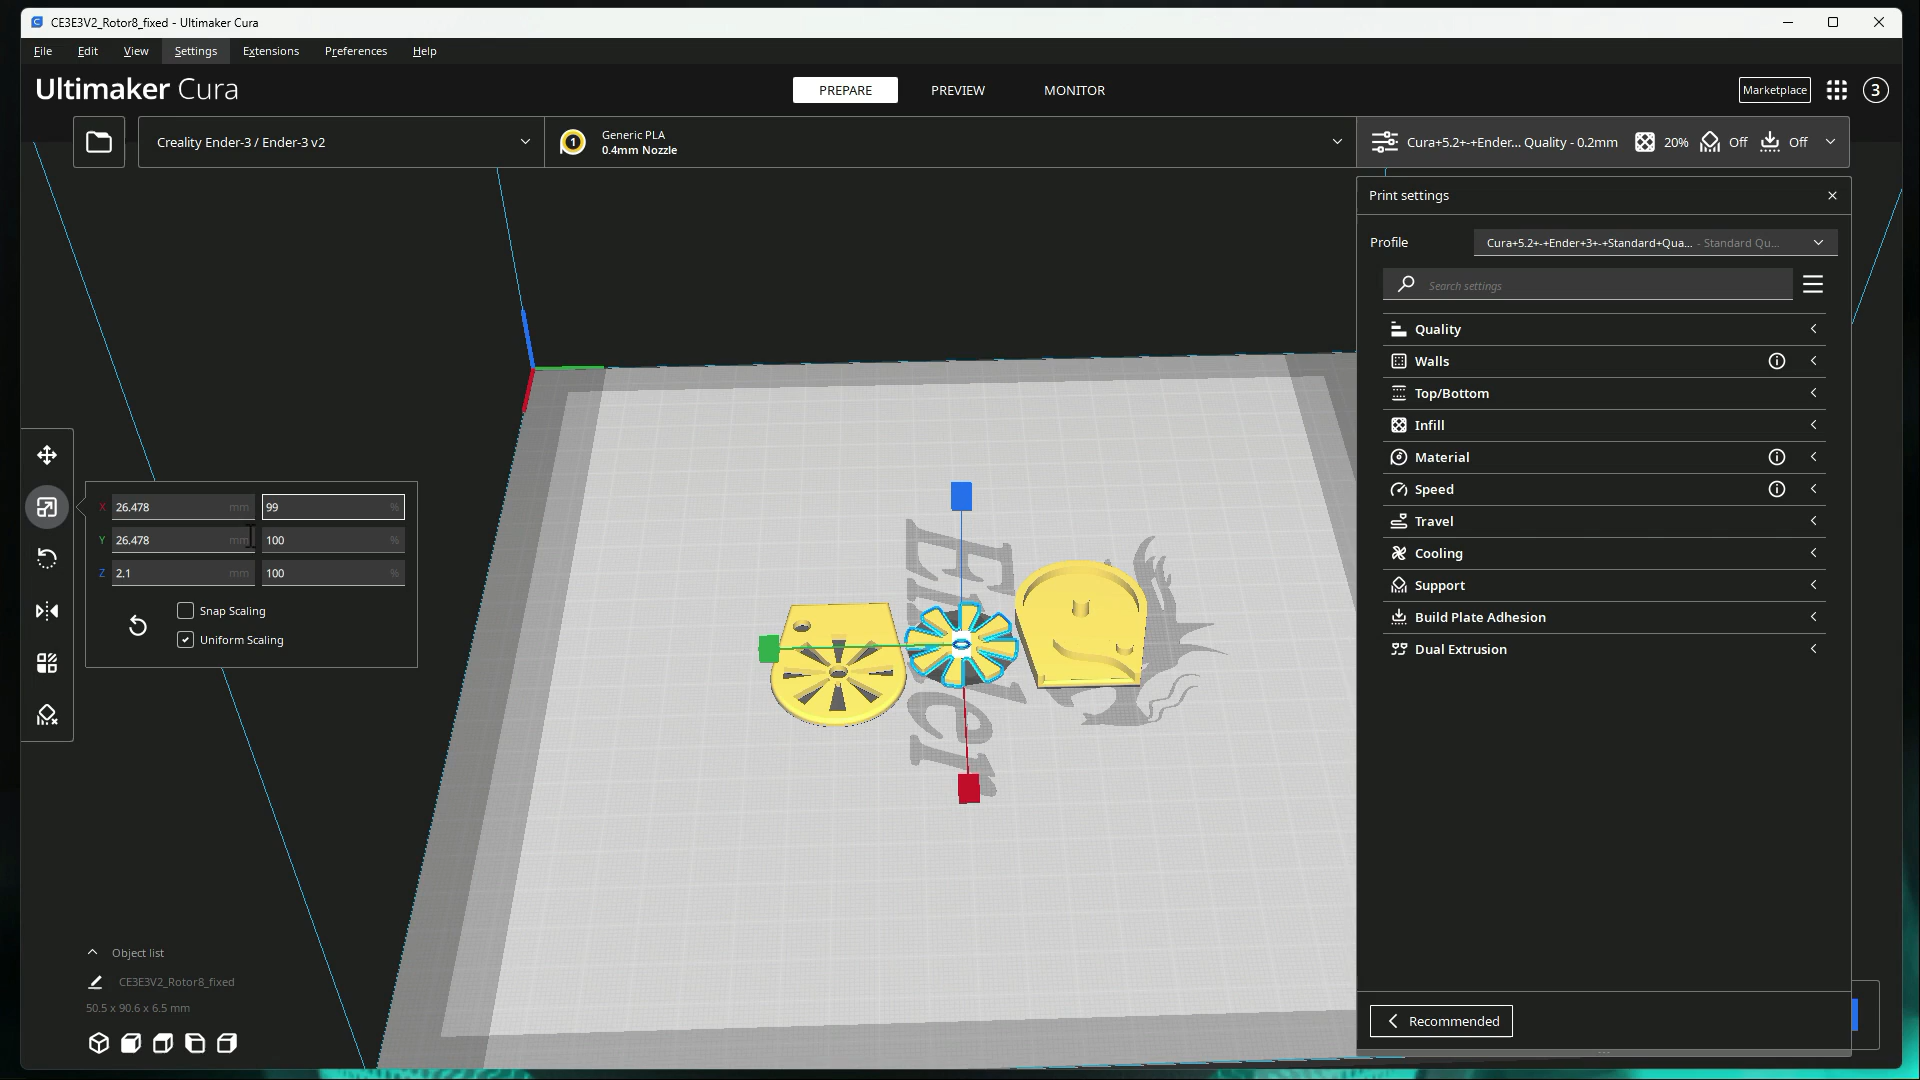 CE3E3V2_Rotor8_fixed - Ultimaker Cura
File Edit View Settings Extensions Preferences Help
Ultimaker Cura
PREPARE PREVIEW MONITOR
Marketplace 3
Creality Ender-3 / Ender-3 v2
1
Generic PLA
0.4mm Nozzle
Cura+5.2+-+Ender... Quality - 0.2mm 20% Off Off
Print settings
Profile Cura+5.2+-+Ender+3+-+Standard+Qua... - Standard Qu...
Search settings
Quality
Walls
Top/Bottom
Infill
Material
Speed
Travel
Cooling
Support
Build Plate Adhesion
Dual Extrusion
Recommended
X 26.478 mm 99 %
Y 26.478 mm 100 %
Z 2.1 mm 100 %
Snap Scaling
Uniform Scaling
Ender
Object list
CE3E3V2_Rotor8_fixed
50.5 x 90.6 x 6.5 mm